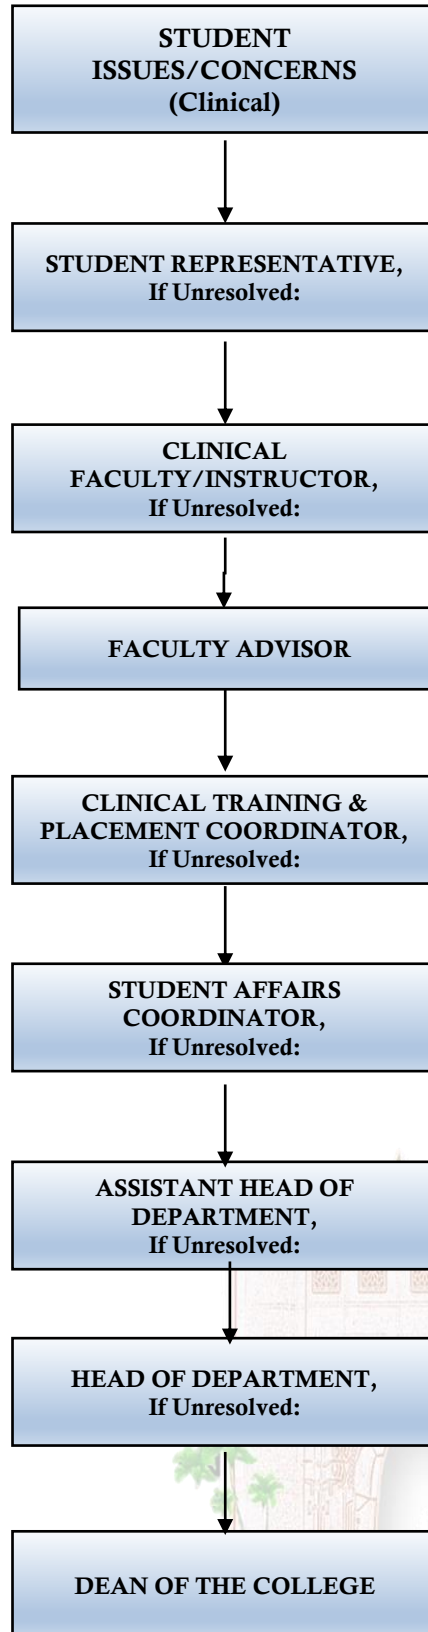 STUDENT
ISSUES/CONCERNS
(Clinical)
STUDENT REPRESENTATIVE,
If Unresolved:
CLINICAL
FACULTY/INSTRUCTOR,
If Unresolved:
FACULTY ADVISOR
CLINICAL TRAINING &
PLACEMENT COORDINATOR,
If Unresolved:
STUDENT AFFAIRS
COORDINATOR,
If Unresolved:
ASSISTANT HEAD OF
DEPARTMENT,
If Unresolved:
HEAD OF DEPARTMENT,
If Unresolved:
DEAN OF THE COLLEGE